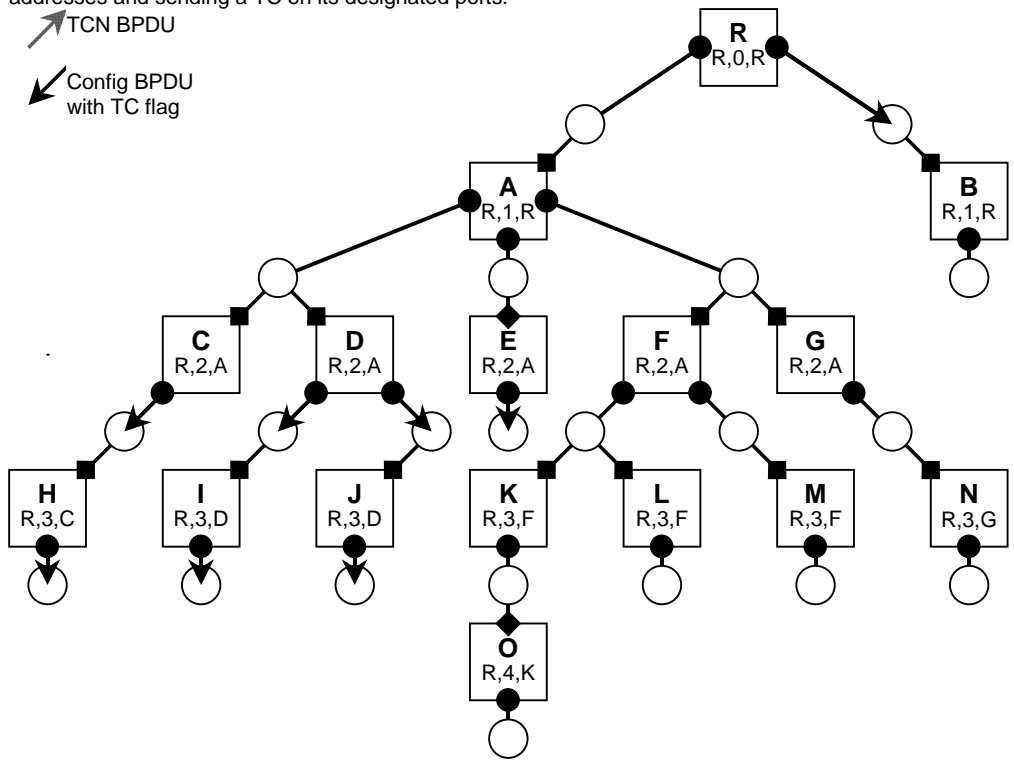 addresses and sending a TC on its designated ports.
TCN BPDU
Config BPDU
with TC flag
R
R,0,R
A
R,1,R
B
R,1,R
C
R,2,A
D
R,2,A
E
R,2,A
F
R,2,A
G
R,2,A
H
R,3,C
I
R,3,D
J
R,3,D
K
R,3,F
L
R,3,F
M
R,3,F
N
R,3,G
O
R,4,K